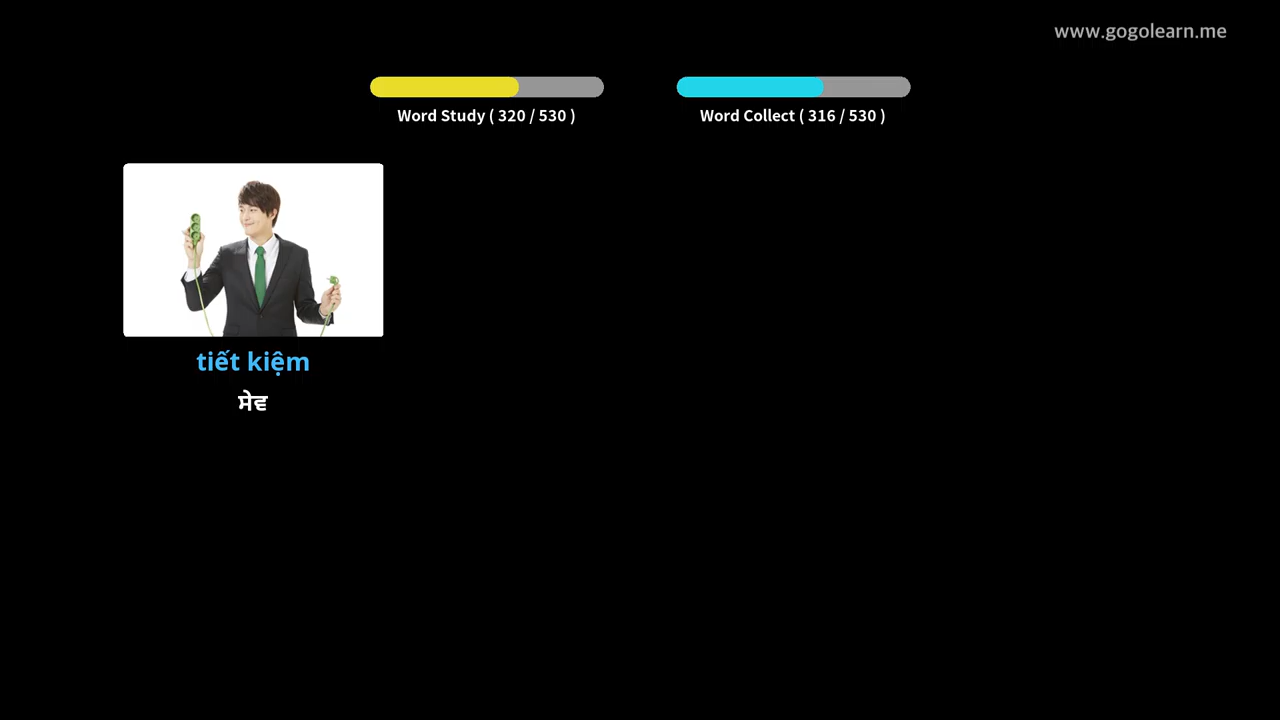 www.gogolearn.me
Word Study ( 320 / 530 )
Word Collect ( 316 / 530 )
tiết kiệm
ਸੇਵ